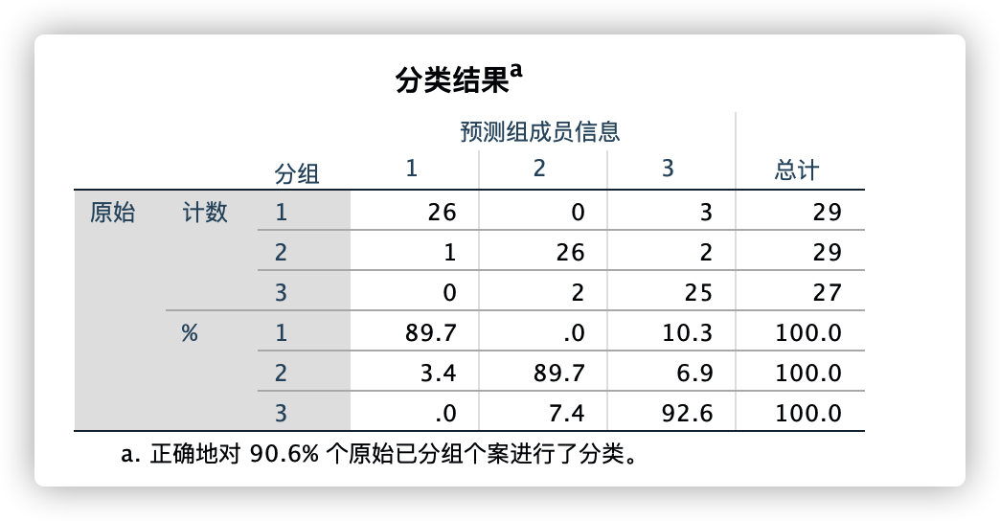 分类结果a
预测组成员信息
分组 1 2 3 总计
原始 计数 1 26 0 3 29
2 1 26 2 29
3 0 2 25 27
% 1 89.7 .0 10.3 100.0
2 3.4 89.7 6.9 100.0
3 .0 7.4 92.6 100.0
a. 正确地对 90.6% 个原始已分组个案进行了分类。